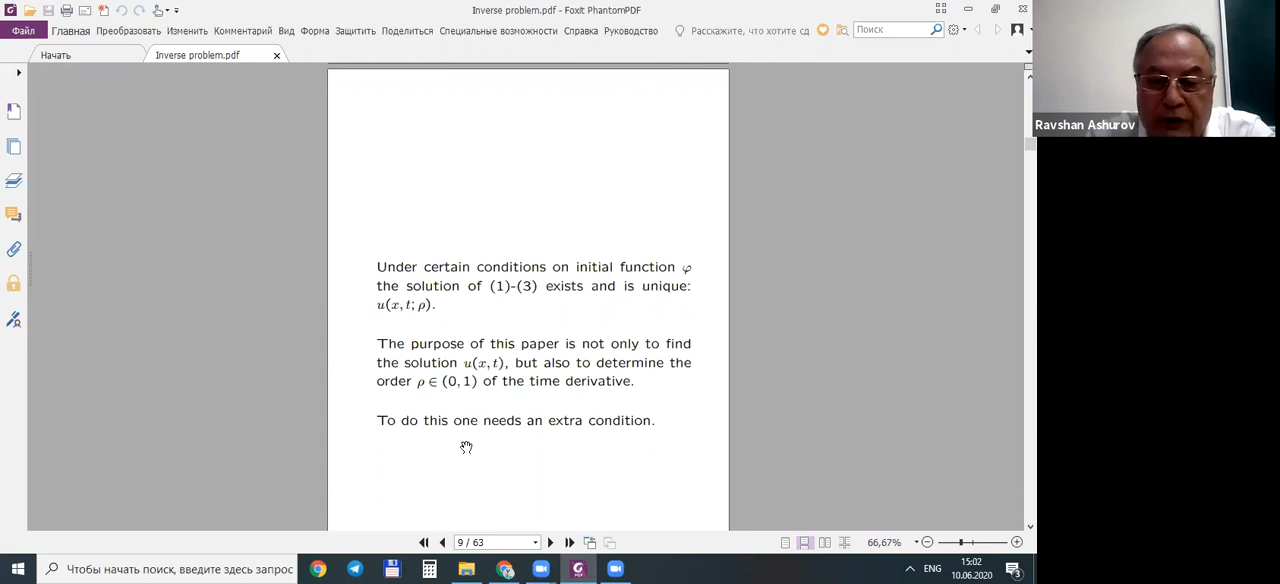 Inverse problem.pdf - Foxit PhantomPDF
Файл Главная Преобразовать Изменить Комментарий Вид Форма Защитить Поделиться Специальные возможности Справка Руководство Расскажите, что хотите сд Поиск
Начать Inverse problem.pdf
Ravshan Ashurov
Under certain conditions on initial function φ
the solution of (1)-(3) exists and is unique:
u(x, t; ρ).
The purpose of this paper is not only to find
the solution u(x, t), but also to determine the
order ρ ∈ (0, 1) of the time derivative.
To do this one needs an extra condition.
9 / 63 66,67%
Чтобы начать поиск, введите здесь запрос ENG 15:02
10.06.2020
3